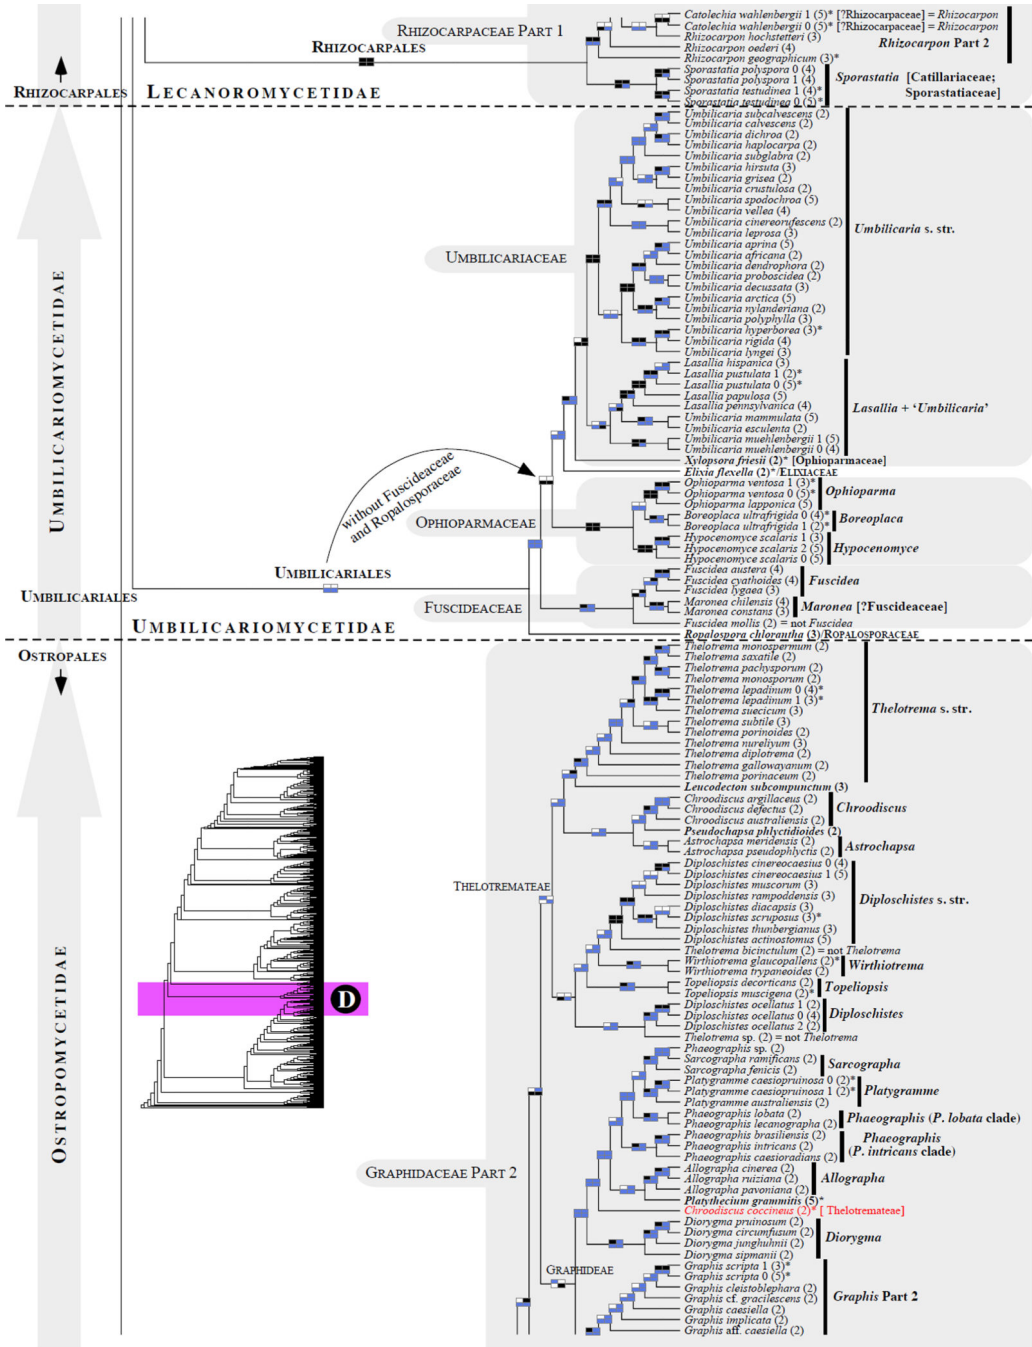 Catolechia wahlenbergii 1 (5)* [?Rhizocarpaceae] = Rhizocarpon
Catolechia wahlenbergii 0 (5)* [?Rhizocarpaceae] = Rhizocarpon
Rhizocarpon hochstetteri (3)
Rhizocarpon oederi (4)
Rhizocarpon geographicum (3)*
Rhizocarpon Part 2
RHIZOCARPACEAE PART 1
RHIZOCARPALES
Sporastatia polyspora 0 (4)
Sporastatia polyspora 1 (4)
Sporastatia testudinea 1 (4)*
Sporastatia testudinea 0 (5)*
Sporastatia [Catillariaceae;
Sporastatiaceae]
RHIZOCARPALES
LECANOROMYCETIDAE
Umbilicaria subcalvescens (2)
Umbilicaria calvescens (2)
Umbilicaria dichroa (2)
Umbilicaria haplocarpa (2)
Umbilicaria subglabra (2)
Umbilicaria hirsuta (3)
Umbilicaria grisea (2)
Umbilicaria crustulosa (2)
Umbilicaria spodochroa (5)
Umbilicaria vellea (4)
Umbilicaria cinereorufescens (2)
Umbilicaria leprosa (3)
Umbilicaria aprina (5)
Umbilicaria africana (2)
Umbilicaria dendrophora (2)
Umbilicaria proboscidea (2)
Umbilicaria decussata (3)
Umbilicaria arctica (5)
Umbilicaria nylanderiana (2)
Umbilicaria polyphylla (3)
Umbilicaria hyperborea (3)*
Umbilicaria rigida (4)
Umbilicaria lyngei (3)
Umbilicaria s. str.
UMBILICARIACEAE
UMBILICARIOMYCETIDAE
Lasallia hispanica (3)
Lasallia pustulata 1 (2)*
Lasallia pustulata 0 (5)*
Lasallia papulosa (5)
Lasallia pennsylvanica (4)
Umbilicaria mammulata (5)
Umbilicaria esculenta (2)
Umbilicaria muehlenbergii 1 (5)
Umbilicaria muehlenbergii 0 (4)
Lasallia + ‘Umbilicaria’
Xylopsora friesii (2)* [Ophioparmaceae]
Elixia flexella (2)*/ELIXIACEAE
without Fuscideaceae
and Ropalosporaceae
Ophioparma ventosa 1 (3)*
Ophioparma ventosa 0 (5)*
Ophioparma lapponica (5)
Ophioparma
Boreoplaca ultrafrigida 0 (4)*
Boreoplaca ultrafrigida 1 (2)*
Boreoplaca
OPHIOPARMACEAE
Hypocenomyce scalaris 1 (3)
Hypocenomyce scalaris 2 (5)
Hypocenomyce scalaris 0 (5)
Hypocenomyce
UMBILICARIALES
Fuscidea austera (4)
Fuscidea cyathoides (4)
Fuscidea lygaea (3)
Fuscidea
Maronea chilensis (4)
Maronea constans (3)
Maronea [?Fuscideaceae]
FUSCIDEACEAE
Fuscidea mollis (2) = not Fuscidea
Ropalospora chlorantha (3)/ROPALOSPORACEAE
UMBILICARIALES
UMBILICARIOMYCETIDAE
OSTROPALES
Thelotrema monospermum (2)
Thelotrema saxatile (2)
Thelotrema pachysporum (2)
Thelotrema monosporum (2)
Thelotrema lepadinum 0 (4)*
Thelotrema lepadinum 1 (3)*
Thelotrema suecicum (3)
Thelotrema subtile (3)
Thelotrema porinoides (2)
Thelotrema nureliyum (3)
Thelotrema diplotrema (2)
Thelotrema gallowayanum (2)
Thelotrema porinaceum (2)
Thelotrema s. str.
Leucodecton subcompunctum (3)
Chroodiscus argillaceus (2)
Chroodiscus defectus (2)
Chroodiscus australiensis (2)
Chroodiscus
Pseudochapsa phlyctidioides (2)
Astrochapsa meridensis (2)
Astrochapsa pseudophlyctis (2)
Astrochapsa
THELOTREMATEAE
Diploschistes cinereocaesius 0 (4)
Diploschistes cinereocaesius 1 (5)
Diploschistes muscorum (3)
Diploschistes rampoddensis (3)
Diploschistes diacapsis (3)
Diploschistes scruposus (3)*
Diploschistes thunbergianus (3)
Diploschistes actinostomus (5)
Diploschistes s. str.
Thelotrema bicinctulum (2) = not Thelotrema
Wirthiotrema glaucopallens (2)*
Wirthiotrema trypaneoides (2)
Wirthiotrema
Topeliopsis decorticans (2)
Topeliopsis muscigena (2)*
Topeliopsis
D
Diploschistes ocellatus 1 (2)
Diploschistes ocellatus 0 (4)
Diploschistes ocellatus 2 (2)
Diploschistes
Thelotrema sp. (2) = not Thelotrema
OSTROPOMYCETIDAE
Phaeographis sp. (2)
Sarcographa ramificans (2)
Sarcographa fenicis (2)
Sarcographa
Platygramme caesiopruinosa 0 (2)*
Platygramme caesiopruinosa 1 (2)*
Platygramme australiensis (2)
Platygramme
Phaeographis lobata (2)
Phaeographis lecanographa (2)
Phaeographis (P. lobata clade)
Phaeographis brasiliensis (2)
Phaeographis intricans (2)
Phaeographis caesioradians (2)
Phaeographis
(P. intricans clade)
GRAPHIDACEAE PART 2
Allographa cinerea (2)
Allographa ruiziana (2)
Allographa pavoniana (2)
Allographa
Platythecium grammitis (5)*
Chroodiscus coccineus (2)* [ Thelotremateae]
Diorygma pruinosum (2)
Diorygma circumfusum (2)
Diorygma junghuhnii (2)
Diorygma sipmanii (2)
Diorygma
GRAPHIDEAE
Graphis scripta 1 (3)*
Graphis scripta 0 (5)*
Graphis cleistoblephara (2)
Graphis cf. gracilescens (2)
Graphis caesiella (2)
Graphis implicata (2)
Graphis aff. caesiella (2)
Graphis Part 2